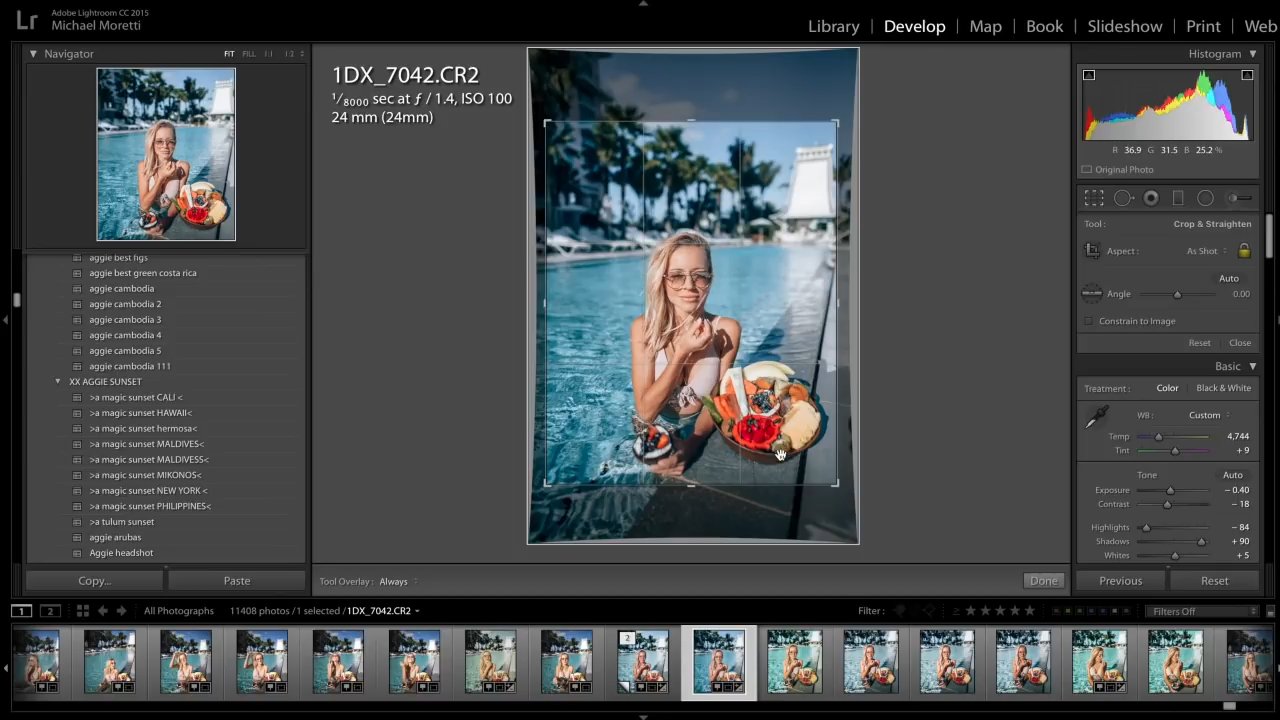 Lr
Adobe Lightroom CC 2015
Michael Moretti
Library | Develop | Map | Book | Slideshow | Print | Web
Navigator FIT FILL 1:1 1:2
aggie best figs
aggie best green costa rica
aggie cambodia
aggie cambodia 2
aggie cambodia 3
aggie cambodia 4
aggie cambodia 5
aggie cambodia 111
XX AGGIE SUNSET
>a magic sunset CALI <
>a magic sunset HAWAII<
>a magic sunset hermosa<
>a magic sunset MALDIVES<
>a magic sunset MALDIVESS<
>a magic sunset MIKONOS<
>a magic sunset NEW YORK <
>a magic sunset PHILIPPINES<
>a tulum sunset
aggie arubas
Aggie headshot
Copy... Paste
1DX_7042.CR2
1/8000 sec at ƒ / 1.4, ISO 100
24 mm (24mm)
Tool Overlay : Always
Done
Histogram
R 36.9 G 31.5 B 25.2 %
Original Photo
Tool : Crop & Straighten
Aspect : As Shot
Auto
Angle 0.00
Constrain to Image
Reset Close
Basic
Treatment : Color Black & White
WB : Custom
Temp 4,744
Tint + 9
Tone Auto
Exposure – 0.40
Contrast – 18
Highlights – 84
Shadows + 90
Whites + 5
Previous Reset
1 2 All Photographs 11408 photos / 1 selected / 1DX_7042.CR2
Filter : Filters Off
2